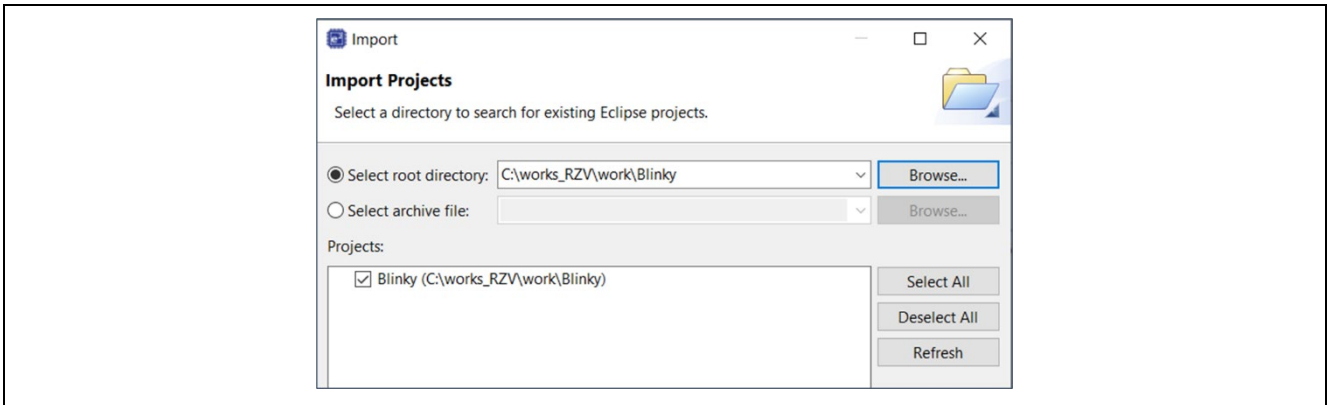 Import
Import Projects
Select a directory to search for existing Eclipse projects.
Select root directory: C:\works_RZV\work\Blinky Browse...
Select archive file: Browse...
Projects:
Blinky (C:\works_RZV\work\Blinky)
Select All
Deselect All
Refresh